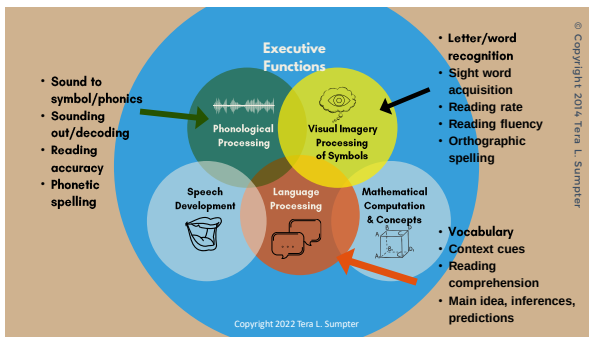 Executive
Functions
• Sound to
symbol/phonics
• Sounding
out/decoding
• Reading
accuracy
• Phonetic
spelling
Phonological
Processing
Visual Imagery
Processing
of Symbols
• Letter/word
recognition
• Sight word
acquisition
• Reading rate
• Reading fluency
• Orthographic
spelling
Speech
Development
Language
Processing
Mathematical
Computation
& Concepts
• Vocabulary
• Context cues
• Reading
comprehension
• Main idea, inferences,
predictions
Copyright 2022 Tera L. Sumpter
© Copyright 2014 Tera L. Sumpter